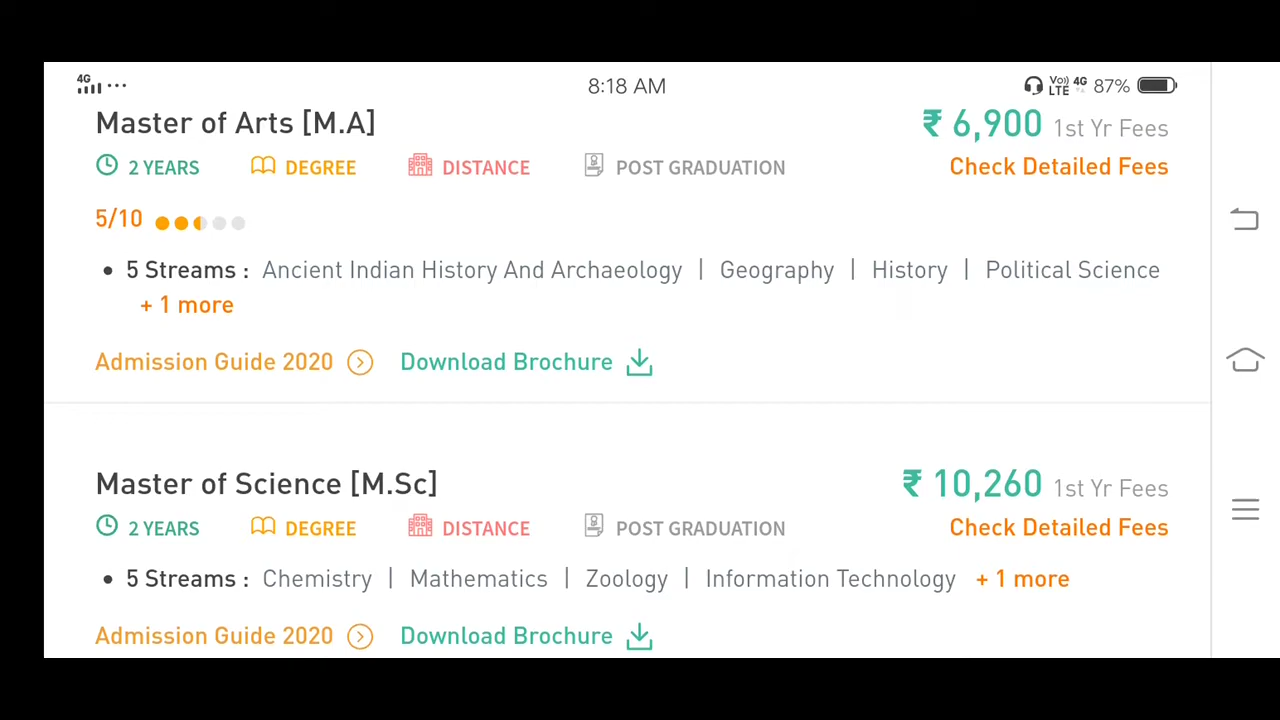 4G ... 8:18 AM Vo)) LTE 4G 87%
Master of Arts [M.A] ₹ 6,900 1st Yr Fees
2 YEARS DEGREE DISTANCE POST GRADUATION Check Detailed Fees
5/10
• 5 Streams : Ancient Indian History And Archaeology | Geography | History | Political Science
+ 1 more
Admission Guide 2020 Download Brochure
Master of Science [M.Sc] ₹ 10,260 1st Yr Fees
2 YEARS DEGREE DISTANCE POST GRADUATION Check Detailed Fees
• 5 Streams : Chemistry | Mathematics | Zoology | Information Technology + 1 more
Admission Guide 2020 Download Brochure